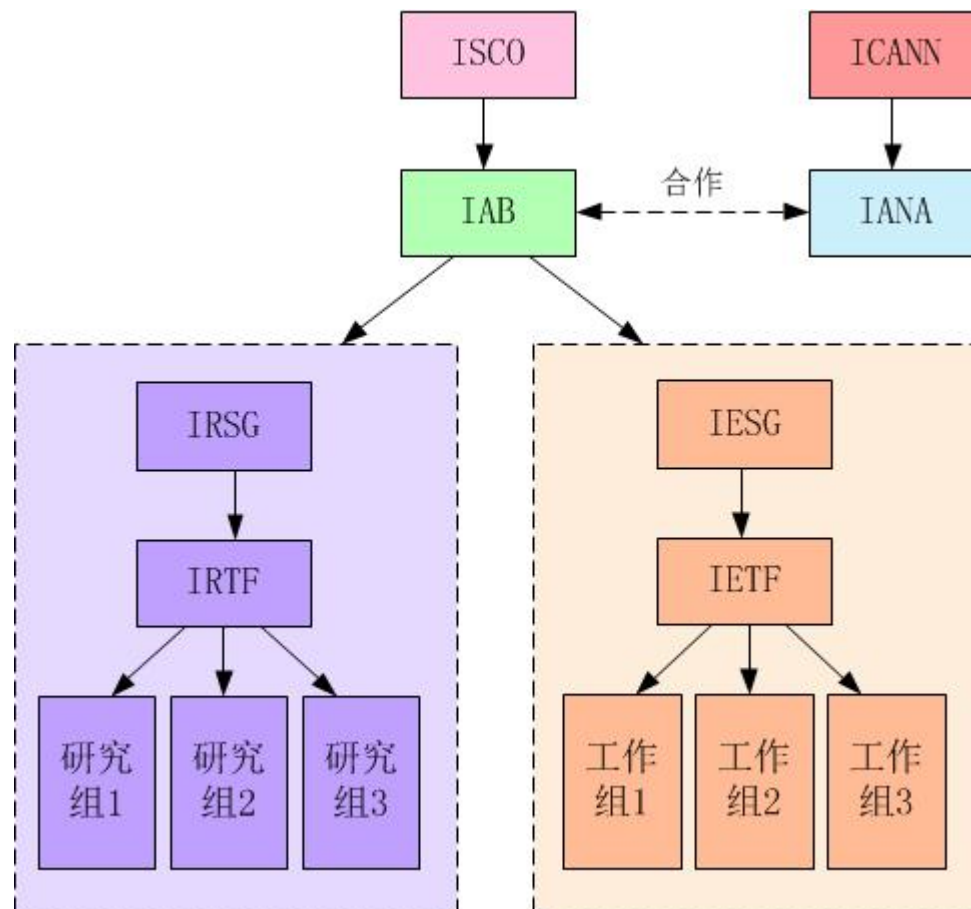 ISCO
ICANN
IAB
合作
IANA
IRSG
IESG
IRTF
IETF
研究
组1
研究
组2
研究
组3
工作
组1
工作
组2
工作
组3